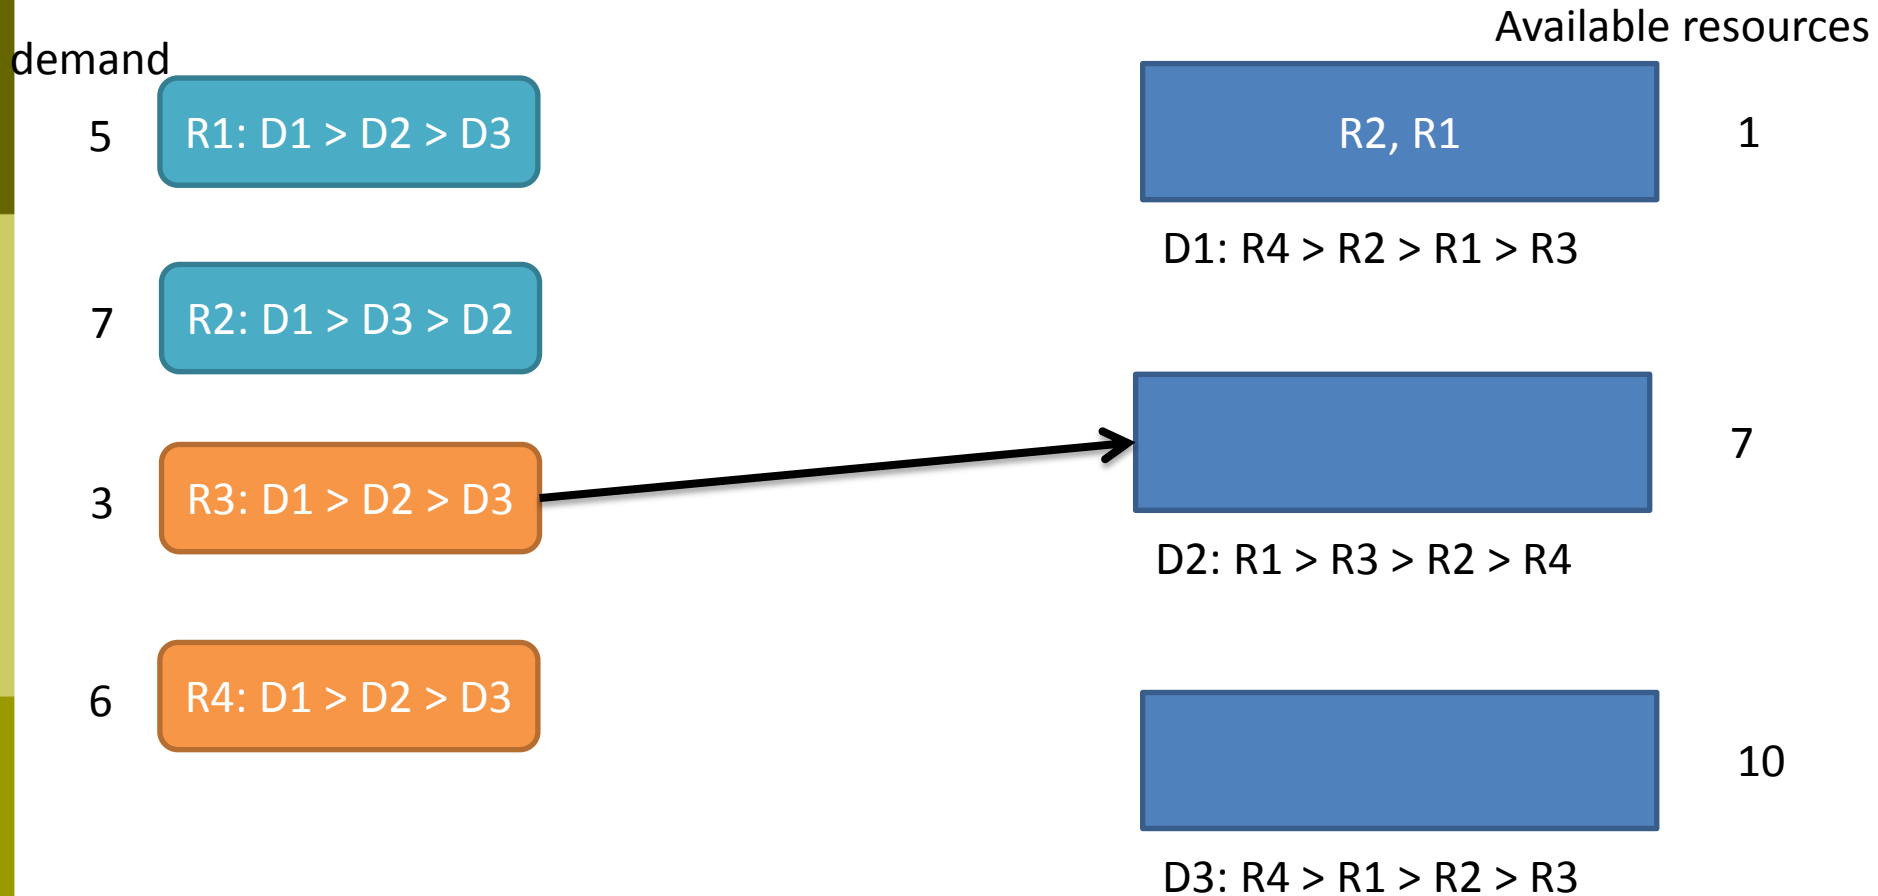 Available resources
demand
5
R1: D1 > D2 > D3
R2, R1
1
D1: R4 > R2 > R1 > R3
7
R2: D1 > D3 > D2
7
3
R3: D1 > D2 > D3
D2: R1 > R3 > R2 > R4
6
R4: D1 > D2 > D3
10
D3: R4 > R1 > R2 > R3